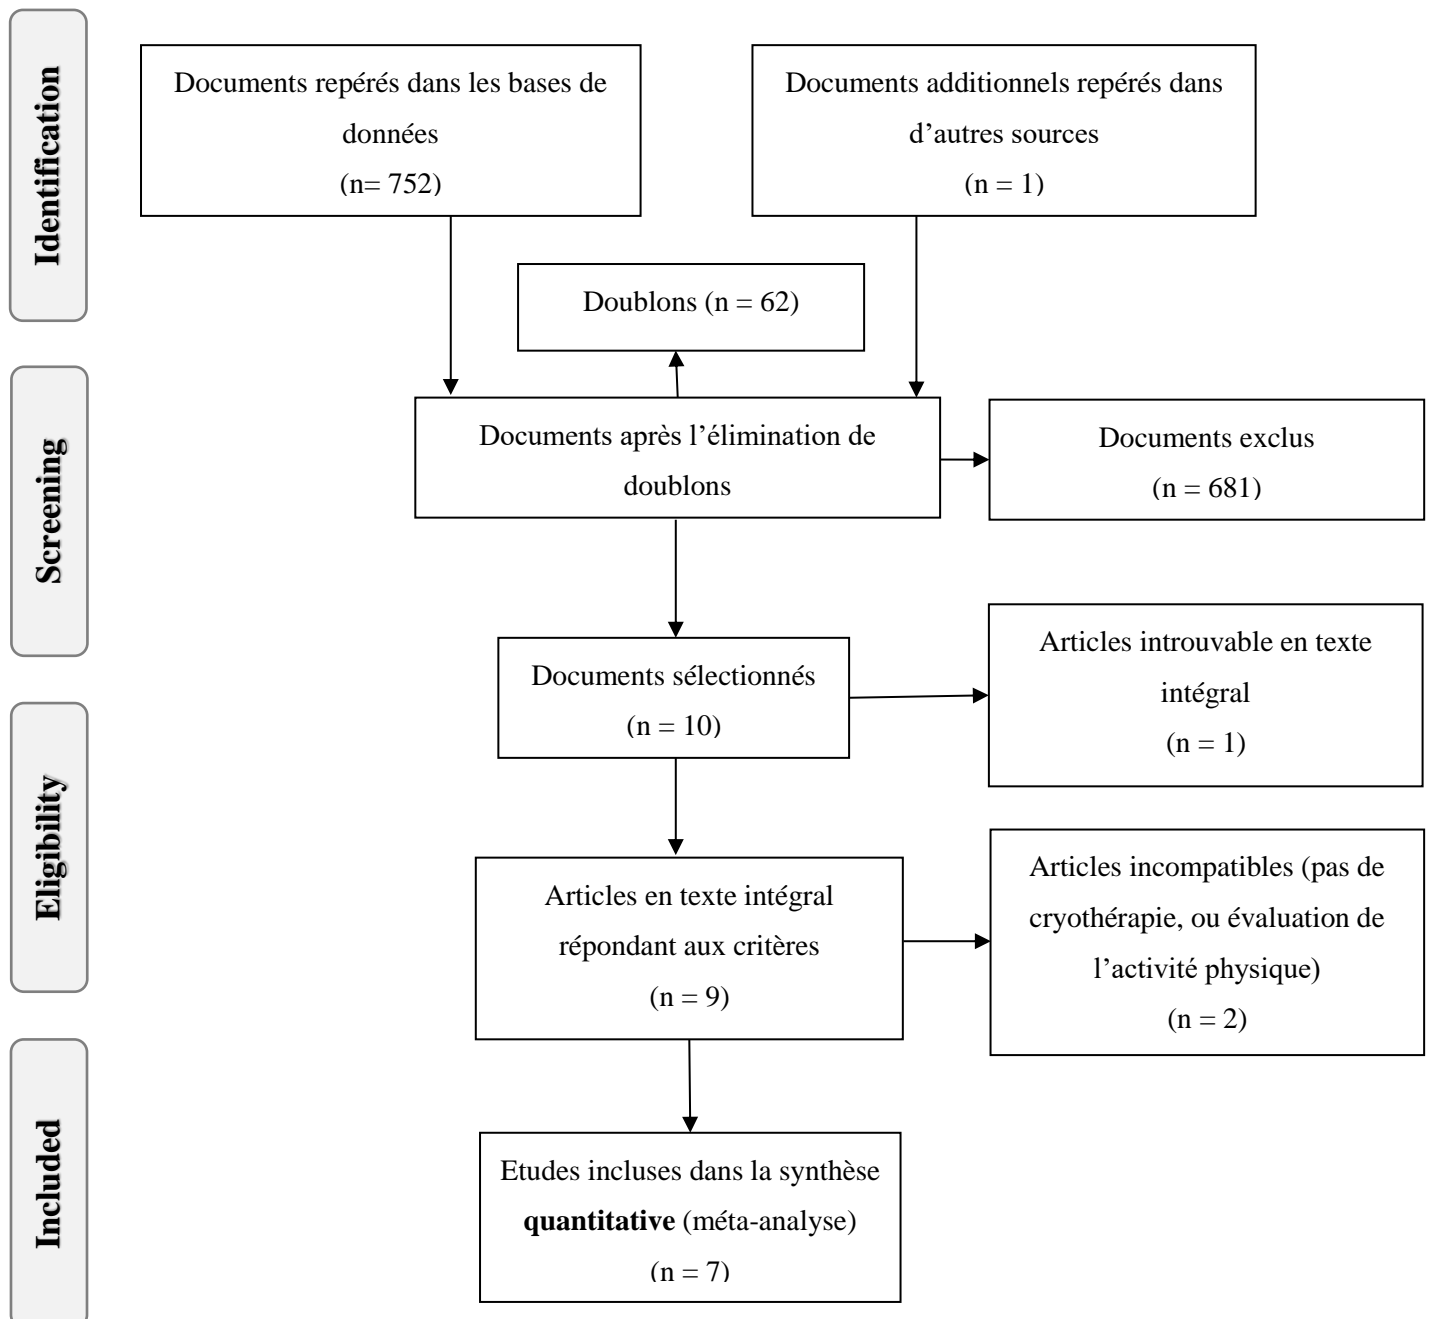 Identification
Documents repérés dans les bases de
données
(n= 752)
Documents additionnels repérés dans
d’autres sources
(n = 1)
Doublons (n = 62)
Screening
Documents après l’élimination de
doublons
Documents exclus
(n = 681)
Documents sélectionnés
(n = 10)
Articles introuvable en texte
intégral
(n = 1)
Eligibility
Articles en texte intégral
répondant aux critères
(n = 9)
Articles incompatibles (pas de
cryothérapie, ou évaluation de
l’activité physique)
(n = 2)
Included
Etudes incluses dans la synthèse
quantitative (méta-analyse)
(n = 7)